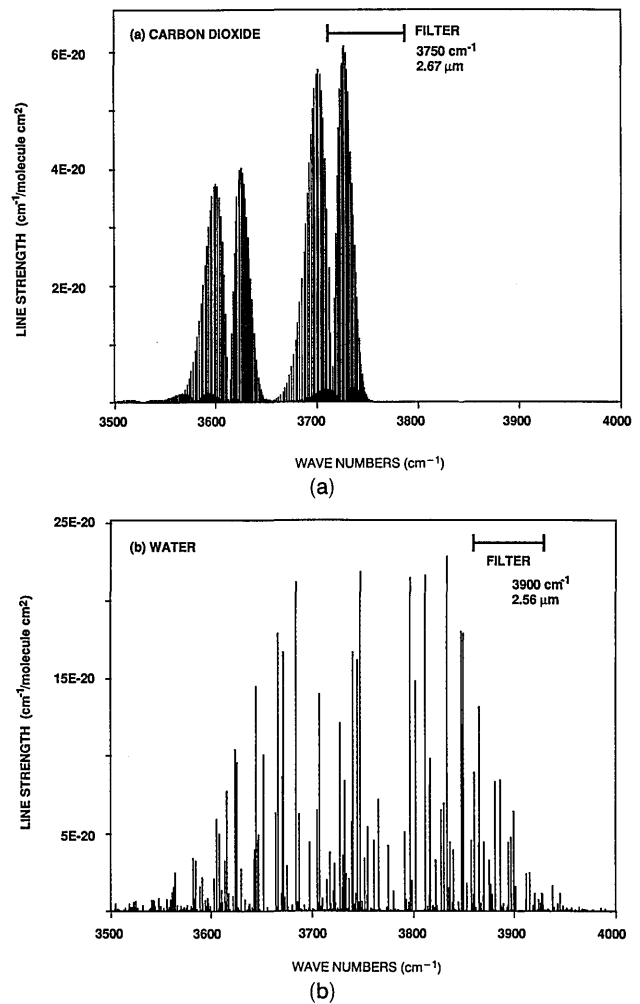 (a) CARBON DIOXIDE
FILTER
3750 cm⁻¹
2.67 μm
6E-20
4E-20
2E-20
LINE STRENGTH (cm⁻¹/molecule cm2)
3500 3600 3700 3800 3900 4000
WAVE NUMBERS (cm⁻¹)
(a)
25E-20
(b) WATER
FILTER
3900 cm⁻¹
2.56 μm
15E-20
5E-20
LINE STRENGTH (cm⁻¹/molecule cm2)
3500 3600 3700 3800 3900 4000
WAVE NUMBERS (cm⁻¹)
(b)